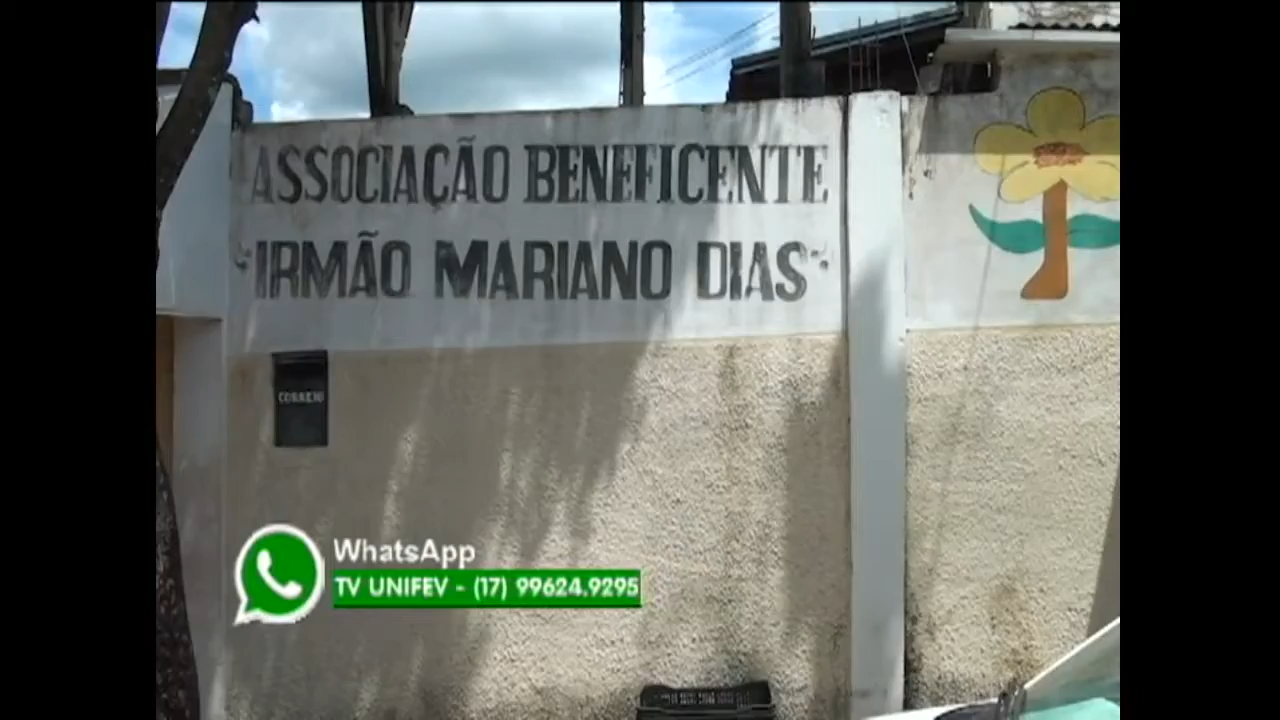 ASSOCIAÇÃO BENEFICENTE
"IRMÃO MARIANO DIAS"
CORREIO
WhatsApp
TV UNIFEV - (17) 99624.9295